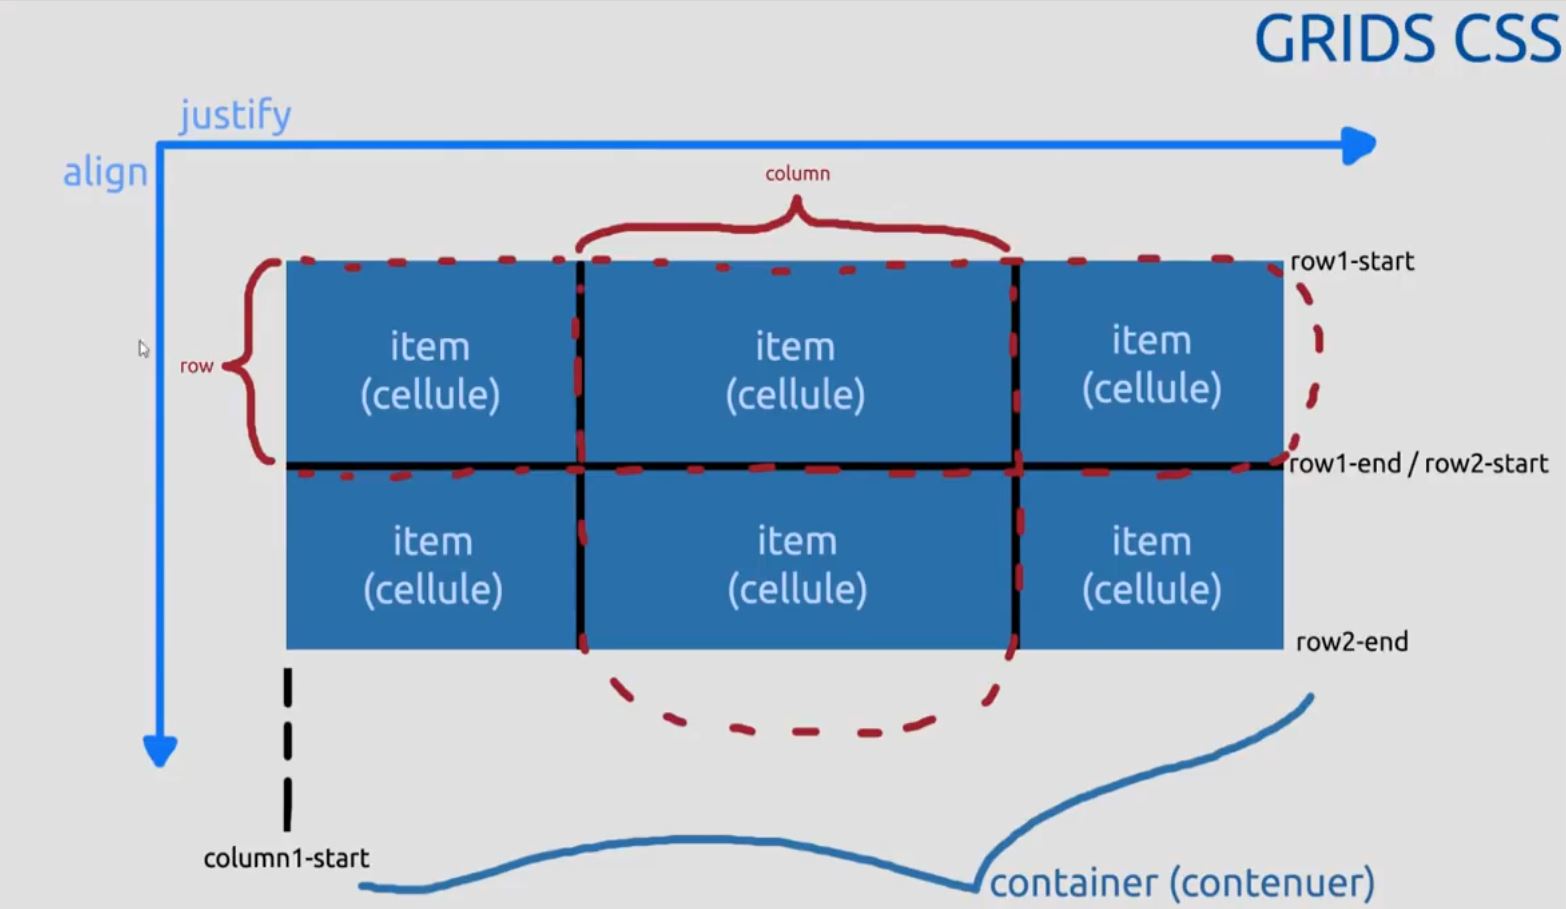 GRIDS CSS
justify
align
column
row1-start
row
item
(cellule)
item
(cellule)
item
(cellule)
row1-end / row2-start
item
(cellule)
item
(cellule)
item
(cellule)
row2-end
column1-start
container (contenuer)